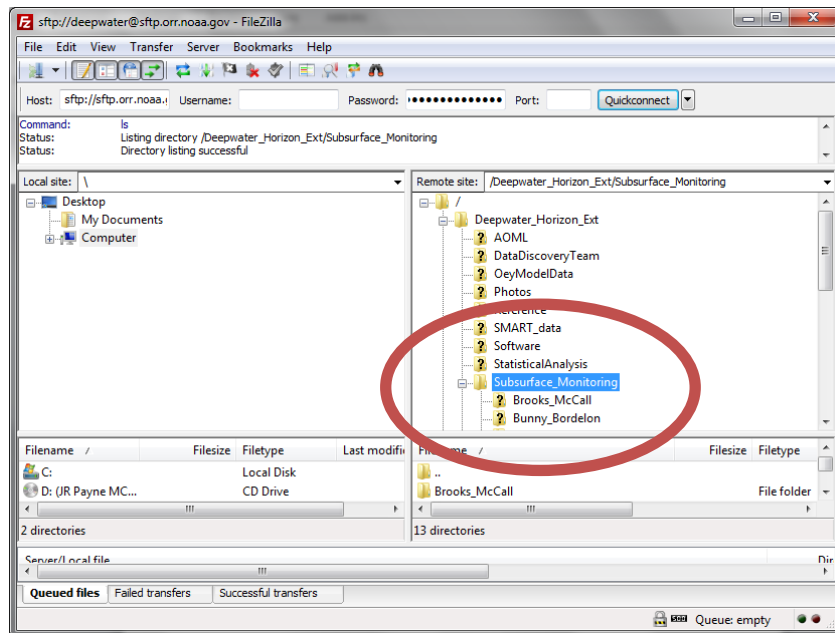 sftp://deepwater@sftp.orr.noaa.gov - FileZilla
File Edit View Transfer Server Bookmarks Help
Host: sftp://sftp.orr.noaa. Username: Password: •••••••••••••• Port: Quickconnect
Command: ls
Status: Listing directory /Deepwater_Horizon_Ext/Subsurface_Monitoring
Status: Directory listing successful
Local site: \
Desktop
My Documents
Computer
Remote site: /Deepwater_Horizon_Ext/Subsurface_Monitoring
/
Deepwater_Horizon_Ext
AOML
DataDiscoveryTeam
OeyModelData
Photos
Reference
SMART_data
Software
StatisticalAnalysis
Subsurface_Monitoring
Brooks_McCall
Bunny_Bordelon
Filename / Filesize Filetype Last modifi
C: Local Disk
D: (JR Payne MC... CD Drive
2 directories
Filename / Filesize Filetype
..
Brooks_McCall File folder
13 directories
Server/Local file Dir
Queued files Failed transfers Successful transfers
Queue: empty